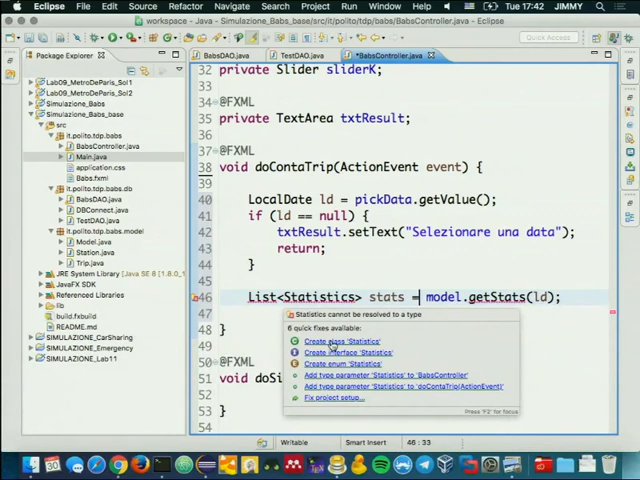 Eclipse File Edit Source Refactor Navigate Search Project Run Window Help Tue 17:42 JIMMY
workspace - Java - Simulazione_Babs_base/src/it/polito/tdp/babs/BabsController.java - Eclipse
Quick Access
Package Explorer
BabsDAO.java TestDAO.java *BabsController.java
Lab09_MetroDeParis_Sol1
Lab09_MetroDeParis_Sol2
Simulazione_Babs
Simulazione_Babs_base
src
it.polito.tdp.babs
BabsController.java
Main.java
application.css
Babs.fxml
it.polito.tdp.babs.db
BabsDAO.java
DBConnect.java
TestDAO.java
it.polito.tdp.babs.model
Model.java
Station.java
Trip.java
JRE System Library [Java SE 8 [1.8.0_
JavaFX SDK
Referenced Libraries
lib
build.fxbuild
README.md
Simulazione_CarSharing
Simulazione_Emergency
Simulazione_Lab11
32 private Slider sliderK;
33
34 @FXML
35 private TextArea txtResult;
36
37 @FXML
38 void doContaTrip(ActionEvent event) {
39
40 LocalDate ld = pickData.getValue();
41 if (ld == null) {
42 txtResult.setText("Selezionare una data");
43 return;
44 }
45
46 List<Statistics> stats = model.getStats(ld);
47
48 }
49
50 @FXML
51 void doSi
52
53 }
54
Statistics cannot be resolved to a type
6 quick fixes available:
Create class 'Statistics'
Create interface 'Statistics'
Create enum 'Statistics'
Add type parameter 'Statistics' to 'BabsController'
Add type parameter 'Statistics' to 'doContaTrip(ActionEvent)'
Fix project setup...
Press 'F2' for focus
Writable Smart Insert 46 : 33